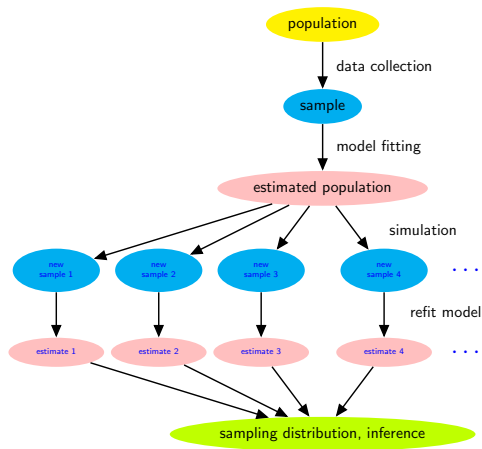 population
data collection
sample
model fitting
estimated population
simulation
new
sample 1
new
sample 2
new
sample 3
new
sample 4
...
refit model
estimate 1
estimate 2
estimate 3
estimate 4
...
sampling distribution, inference